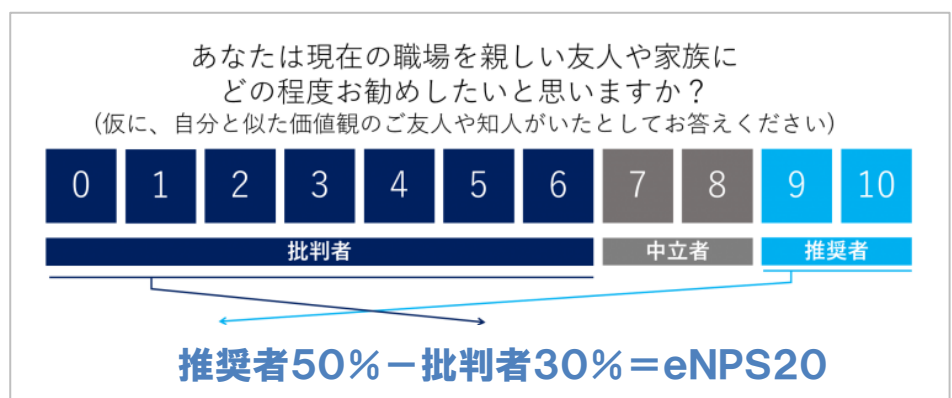 あなたは現在の職場を親しい友人や家族に
どの程度お勧めしたいと思いますか？
（仮に、自分と似た価値観のご友人や知人がいたとしてお答えください）
0 1 2 3 4 5 6 7 8 9 10
批判者 中立者 推奨者
推奨者50％－批判者30％＝eNPS20